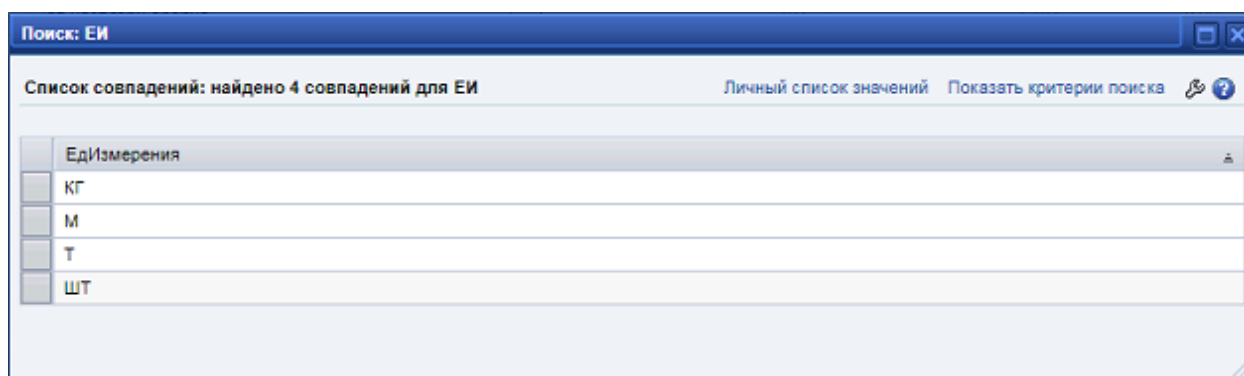 Поиск: ЕИ
Список совпадений: найдено 4 совпадений для ЕИ Личный список значений Показать критерии поиска
ЕдИзмерения
КГ
М
Т
ШТ